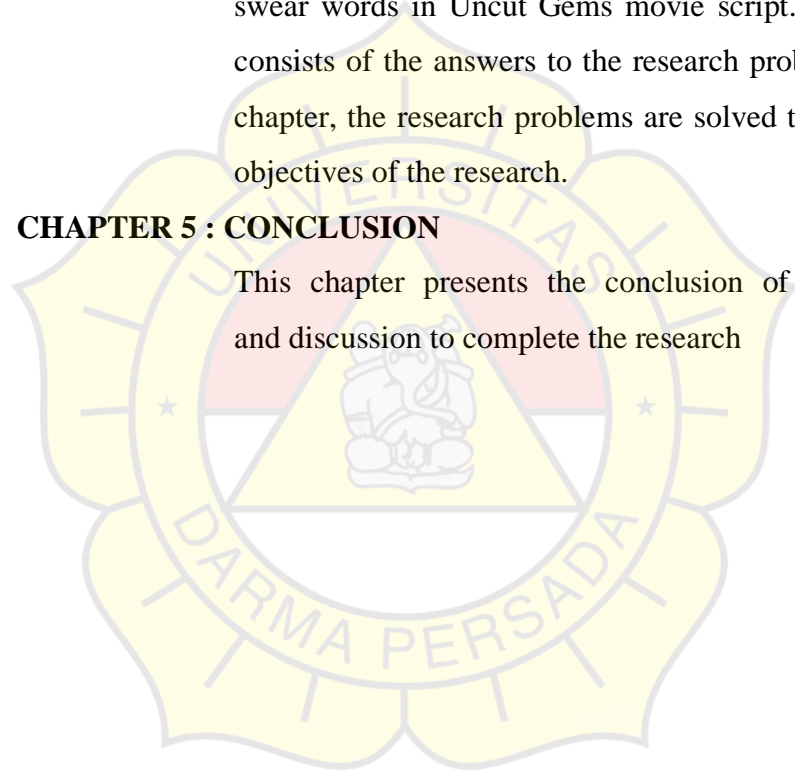 swear words in Uncut Gems movie script.
consists of the answers to the research
chapter, the research problems are solved
objectives of the research.
CHAPTER 5 : CONCLUSION
This chapter presents the conclusion of
and discussion to complete the research
UNIVERSITAS
DARMA PERSADA